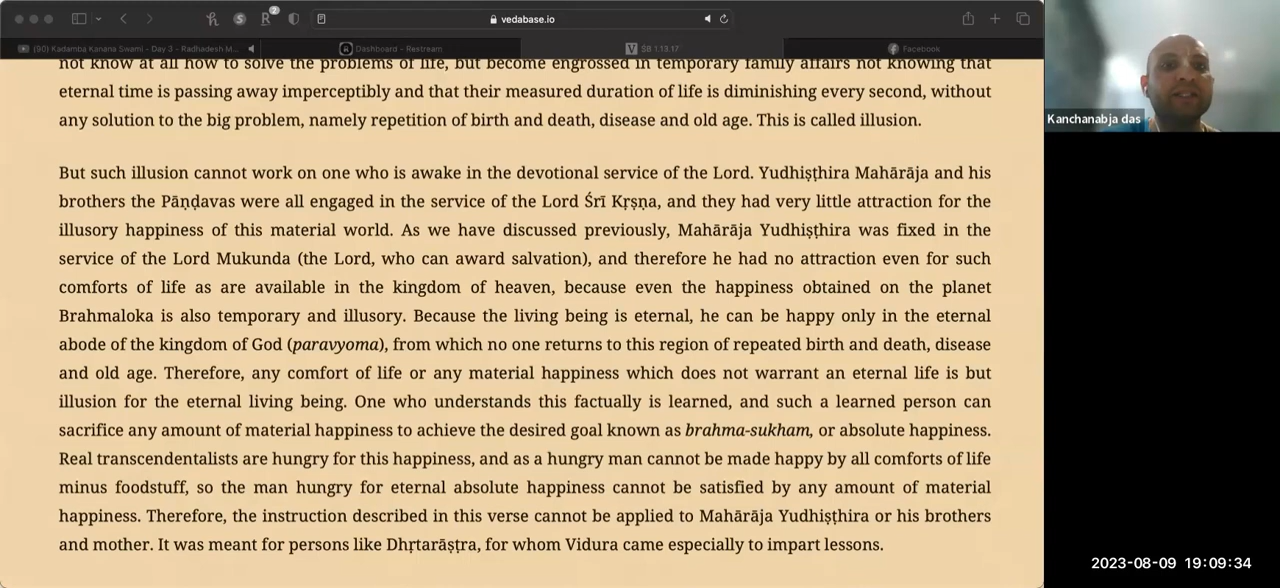 2
vedabase.io
(90) Kadamba Kanana Swami - Day 3 - Radhadesh M...
Dashboard - Restream
SB 1.13.17
Facebook
not know at all how to solve the problems of life, but become engrossed in temporary family affairs not knowing that
eternal time is passing away imperceptibly and that their measured duration of life is diminishing every second, without
any solution to the big problem, namely repetition of birth and death, disease and old age. This is called illusion.
But such illusion cannot work on one who is awake in the devotional service of the Lord. Yudhiṣṭhira Mahārāja and his
brothers the Pāṇḍavas were all engaged in the service of the Lord Śrī Kṛṣṇa, and they had very little attraction for the
illusory happiness of this material world. As we have discussed previously, Mahārāja Yudhiṣṭhira was fixed in the
service of the Lord Mukunda (the Lord, who can award salvation), and therefore he had no attraction even for such
comforts of life as are available in the kingdom of heaven, because even the happiness obtained on the planet
Brahmaloka is also temporary and illusory. Because the living being is eternal, he can be happy only in the eternal
abode of the kingdom of God (paravyoma), from which no one returns to this region of repeated birth and death, disease
and old age. Therefore, any comfort of life or any material happiness which does not warrant an eternal life is but
illusion for the eternal living being. One who understands this factually is learned, and such a learned person can
sacrifice any amount of material happiness to achieve the desired goal known as brahma-sukham, or absolute happiness.
Real transcendentalists are hungry for this happiness, and as a hungry man cannot be made happy by all comforts of life
minus foodstuff, so the man hungry for eternal absolute happiness cannot be satisfied by any amount of material
happiness. Therefore, the instruction described in this verse cannot be applied to Mahārāja Yudhiṣṭhira or his brothers
and mother. It was meant for persons like Dhṛtarāṣṭra, for whom Vidura came especially to impart lessons.
Kanchanabja das
2023-08-09 19:09:34